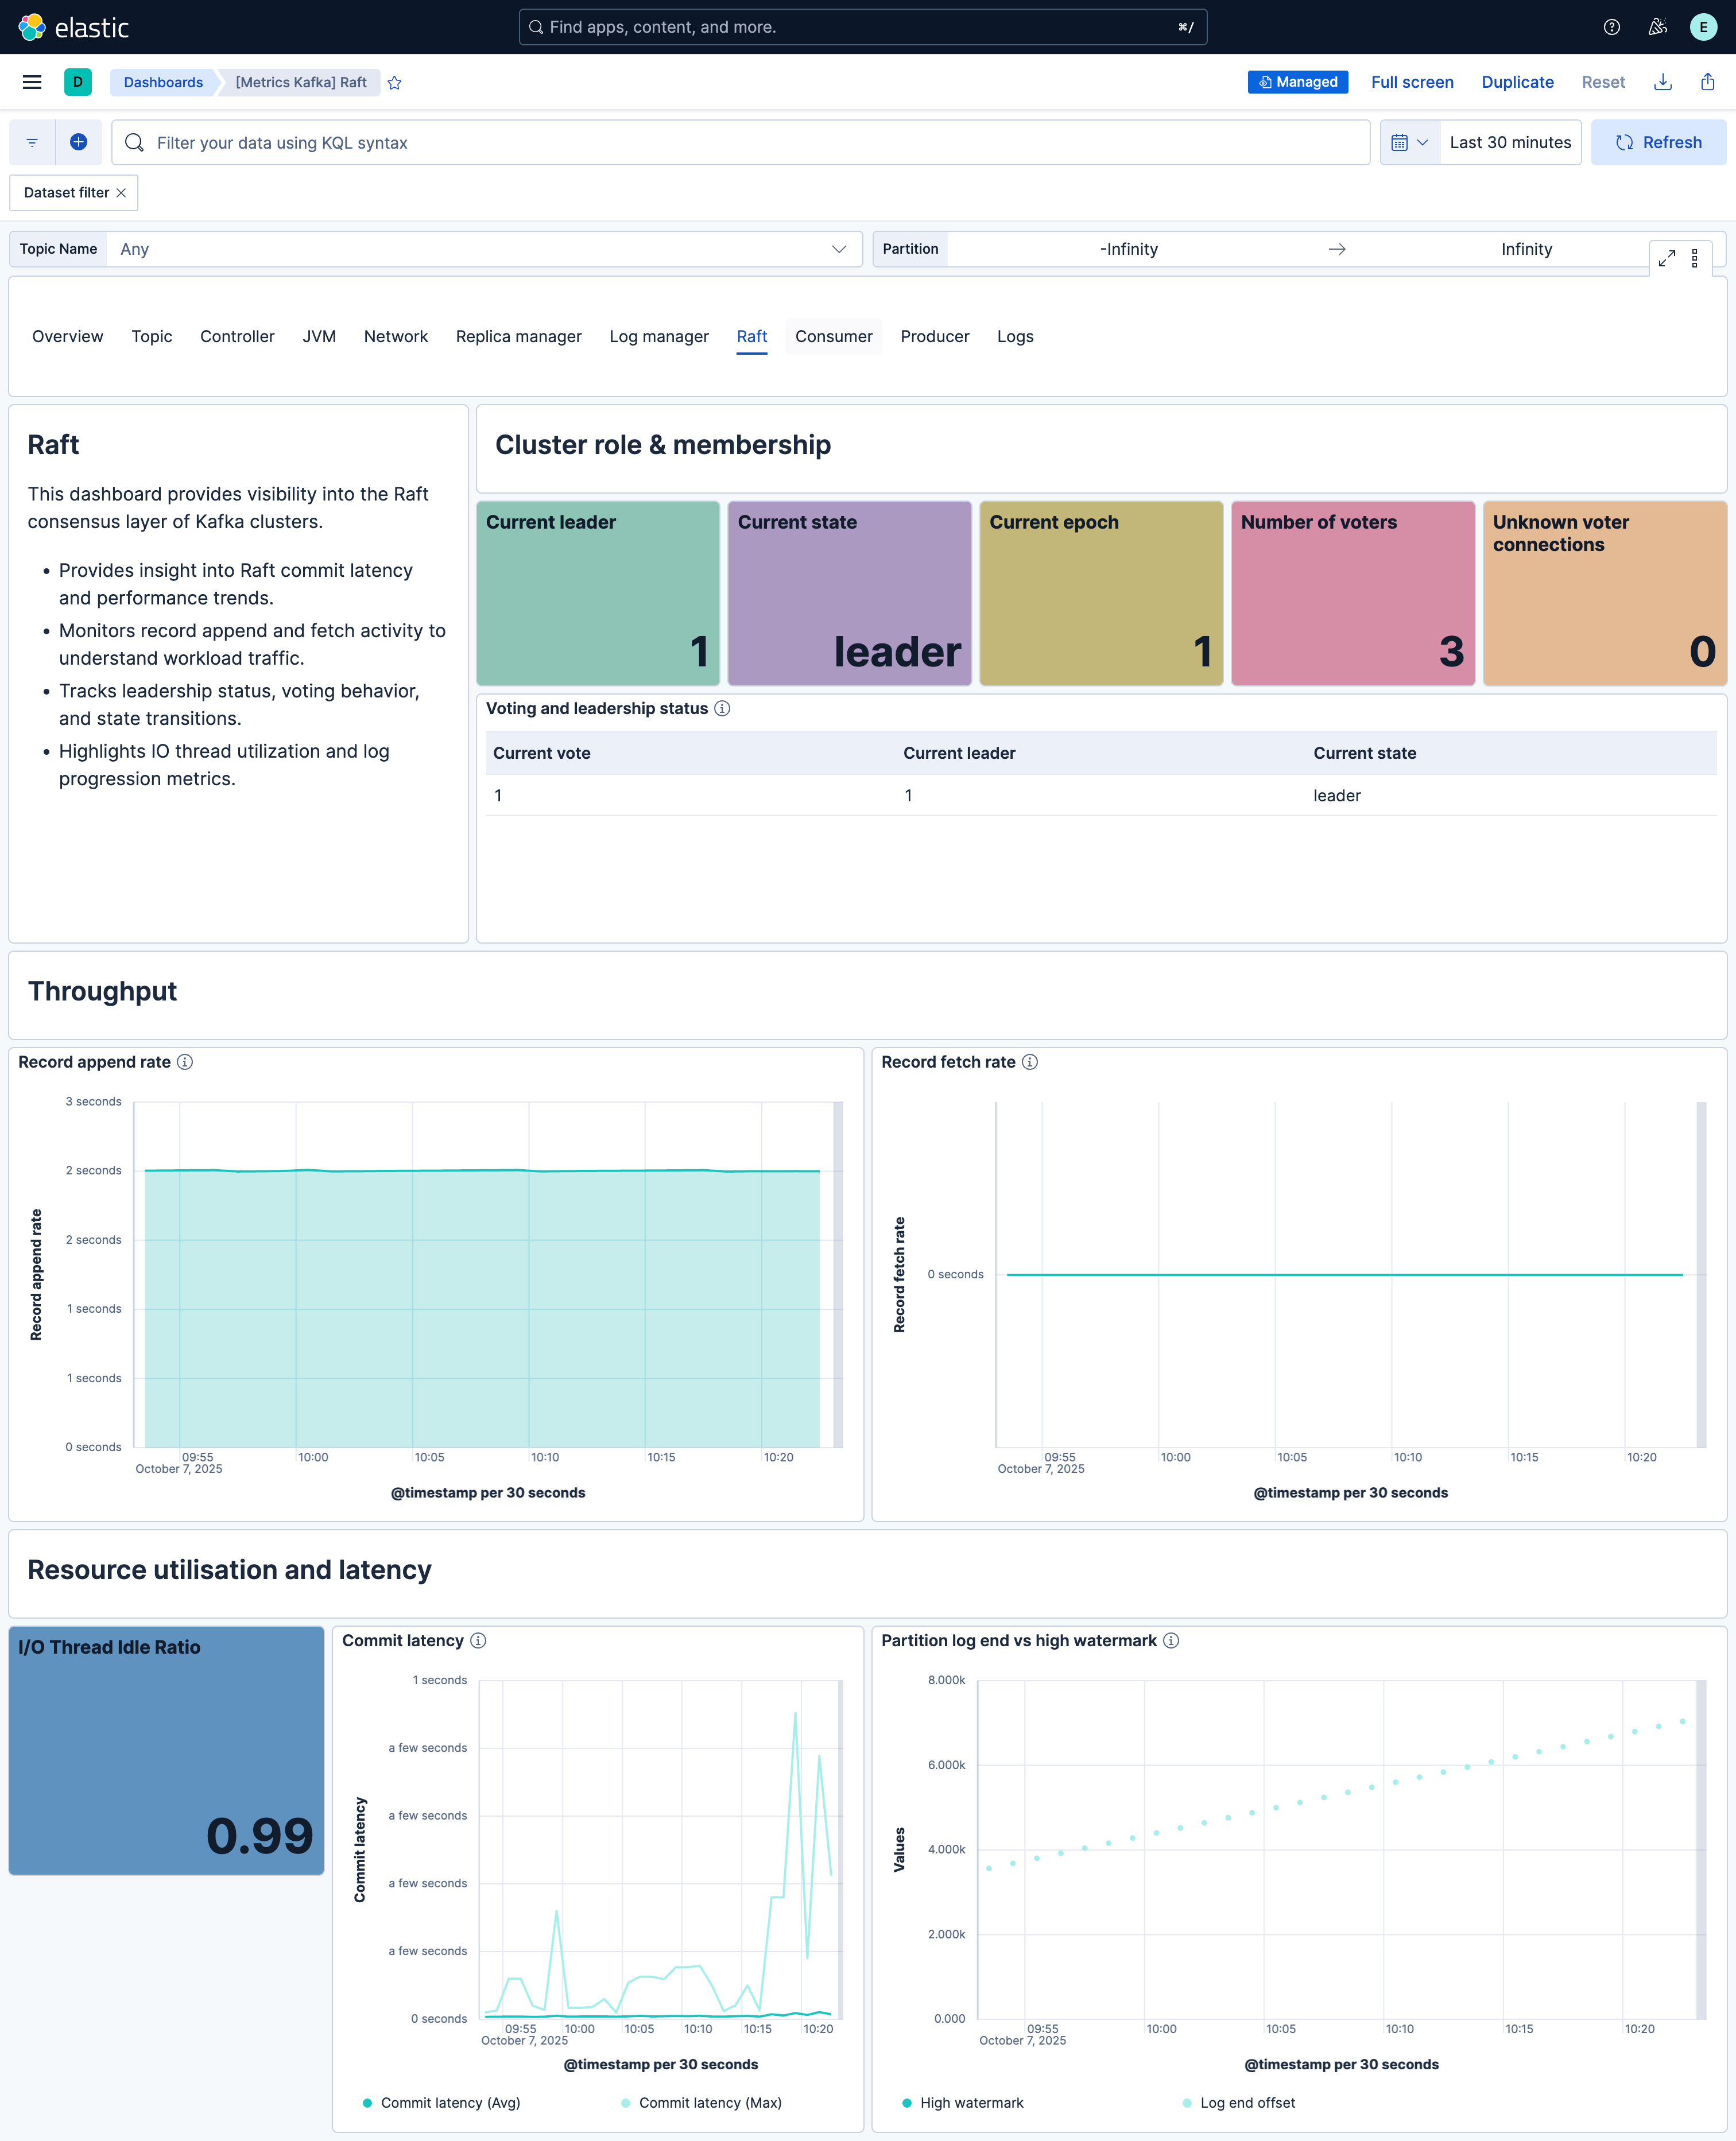 elastic
Find apps, content, and more.
⌘/
E
D
Dashboards
[Metrics Kafka] Raft
Managed
Full screen
Duplicate
Reset
Filter your data using KQL syntax
Last 30 minutes
Refresh
Dataset filter
Topic Name
Any
Partition
-Infinity
Infinity
Overview
Topic
Controller
JVM
Network
Replica manager
Log manager
Raft
Consumer
Producer
Logs
Raft
This dashboard provides visibility into the Raft
consensus layer of Kafka clusters.
• Provides insight into Raft commit latency
and performance trends.
• Monitors record append and fetch activity to
understand workload traffic.
• Tracks leadership status, voting behavior,
and state transitions.
• Highlights IO thread utilization and log
progression metrics.
Cluster role & membership
Current leader
1
Current state
leader
Current epoch
1
Number of voters
3
Unknown voter
connections
0
Voting and leadership status
Current vote
Current leader
Current state
1
1
leader
Throughput
Record append rate
3 seconds
2 seconds
2 seconds
1 seconds
1 seconds
0 seconds
Record append rate
09:55
10:00
10:05
10:10
10:15
10:20
October 7, 2025
@timestamp per 30 seconds
Record fetch rate
0 seconds
Record fetch rate
09:55
10:00
10:05
10:10
10:15
10:20
October 7, 2025
@timestamp per 30 seconds
Resource utilisation and latency
I/O Thread Idle Ratio
0.99
Commit latency
1 seconds
a few seconds
a few seconds
a few seconds
a few seconds
0 seconds
Commit latency
09:55
10:00
10:05
10:10
10:15
10:20
October 7, 2025
@timestamp per 30 seconds
Commit latency (Avg)
Commit latency (Max)
Partition log end vs high watermark
8.000k
6.000k
4.000k
2.000k
0.000
Values
09:55
10:00
10:05
10:10
10:15
10:20
October 7, 2025
@timestamp per 30 seconds
High watermark
Log end offset